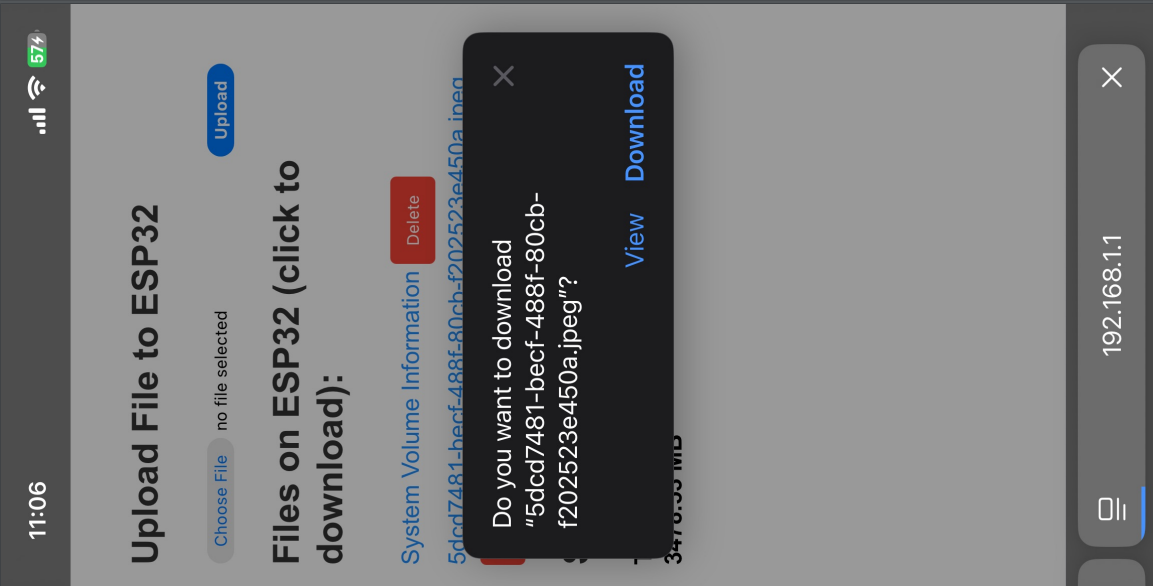 11:06
57
Upload File to ESP32
Choose File no file selected Upload
Files on ESP32 (click to
download):
System Volume Information Delete
5dcd7481-becf-488f-80cb-f202523e450a.jpeg
Do you want to download
"5dcd7481-becf-488f-80cb-
f202523e450a.jpeg"?
View Download
MB
192.168.1.1